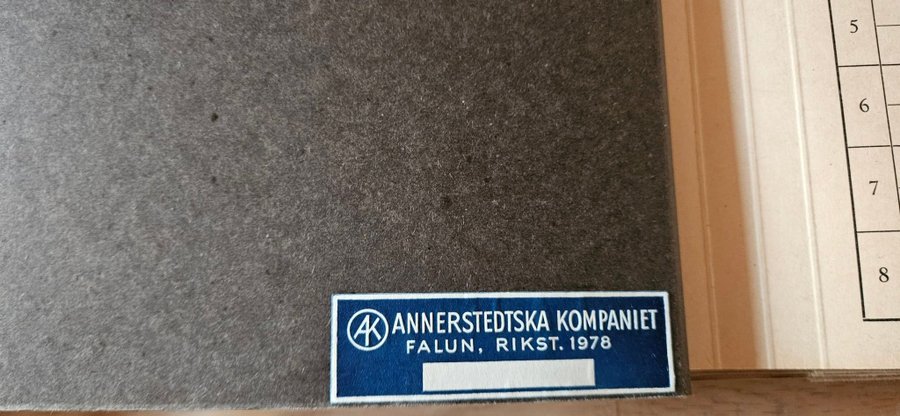 AK ANNERSTEDTSKA KOMPANIET
FALUN, RIKST. 1978
5
6
7
8